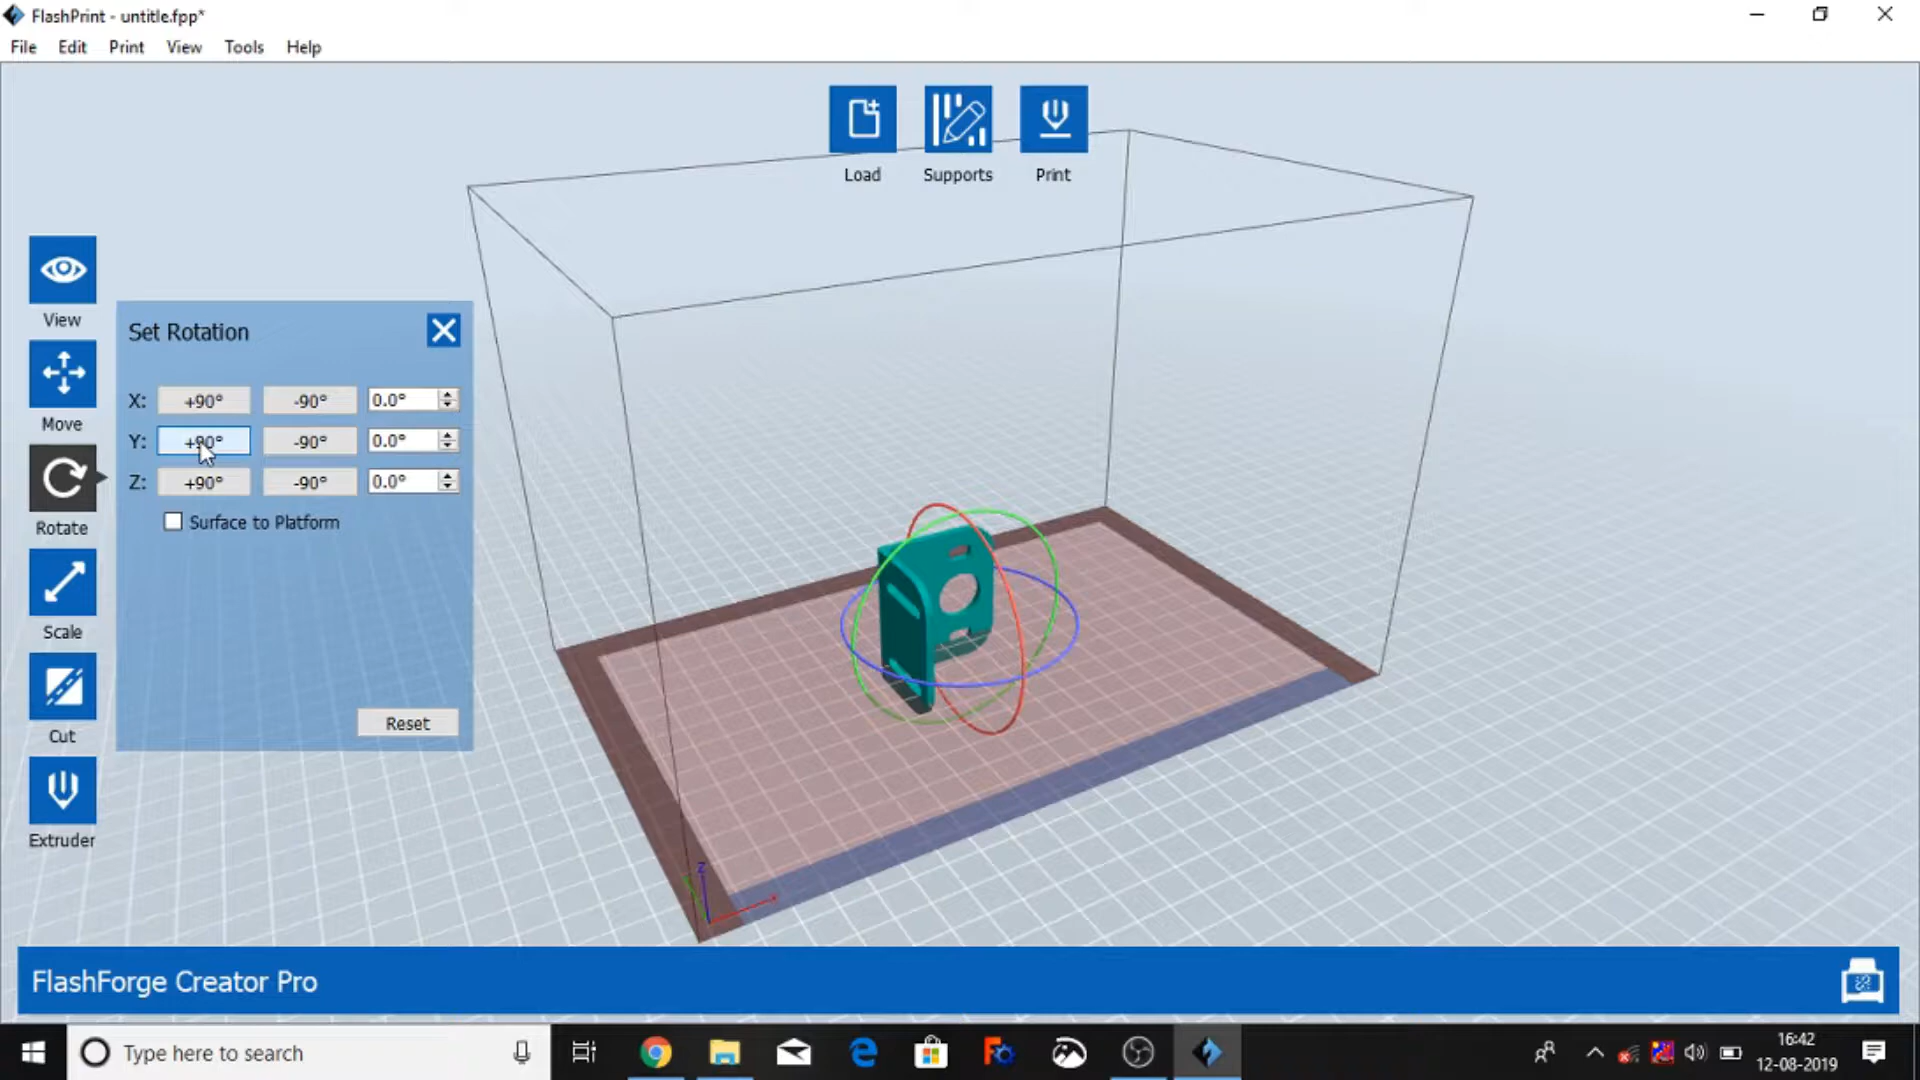 FlashPrint - untitle.fpp*
File Edit Print View Tools Help
Load Supports Print
View
Move
Rotate
Scale
Cut
Extruder
Set Rotation
X: +90° -90° 0.0°
Y: +90° -90° 0.0°
Z: +90° -90° 0.0°
Surface to Platform
Reset
Z
FlashForge Creator Pro
Type here to search
16:42
12-08-2019